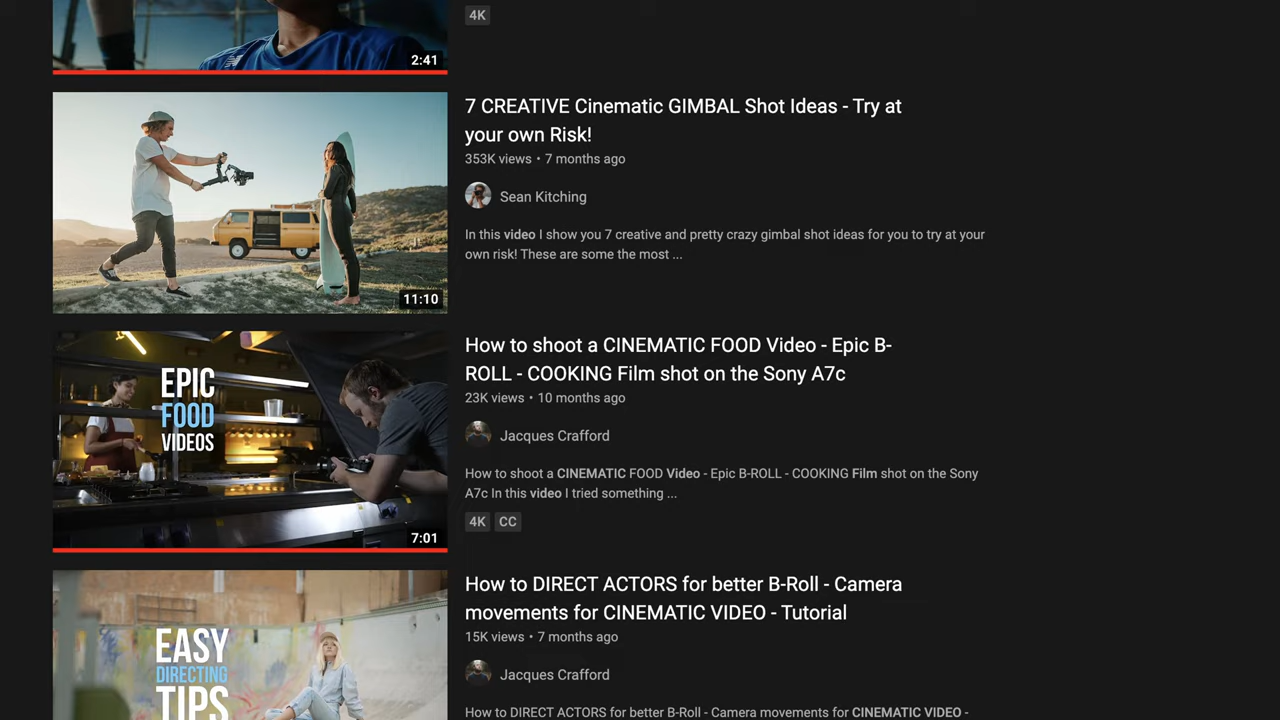 4K
2:41
7 CREATIVE Cinematic GIMBAL Shot Ideas - Try at
your own Risk!
353K views • 7 months ago
Sean Kitching
In this video I show you 7 creative and pretty crazy gimbal shot ideas for you to try at your
own risk! These are some the most ...
11:10
EPIC
FOOD
VIDEOS
7:01
How to shoot a CINEMATIC FOOD Video - Epic B-
ROLL - COOKING Film shot on the Sony A7c
23K views • 10 months ago
Jacques Crafford
How to shoot a CINEMATIC FOOD Video - Epic B-ROLL - COOKING Film shot on the Sony
A7c In this video I tried something ...
4K CC
EASY
DIRECTING
TIPS
How to DIRECT ACTORS for better B-Roll - Camera
movements for CINEMATIC VIDEO - Tutorial
15K views • 7 months ago
Jacques Crafford
How to DIRECT ACTORS for better B-Roll - Camera movements for CINEMATIC VIDEO -